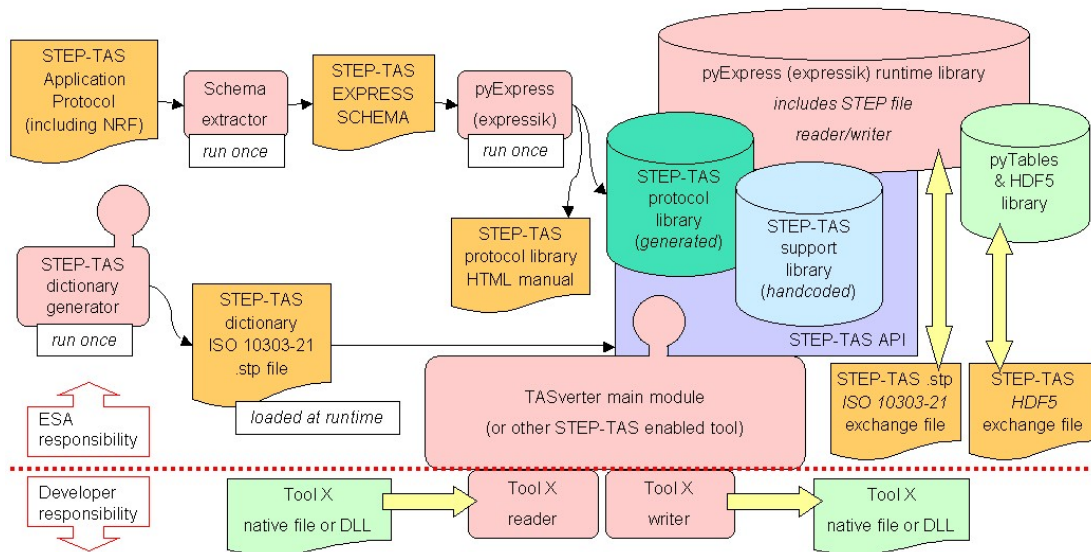 STEP-TAS
Application
Protocol
(including NRF)
Schema
extractor
run once
STEP-TAS
EXPRESS
SCHEMA
pyExpress
(expressik)
run once
pyExpress (expressik) runtime library
includes STEP file
reader/writer
pyTables
& HDF5
library
STEP-TAS
protocol
library
(generated)
STEP-TAS
support
library
(handcoded)
STEP-TAS
protocol library
HTML manual
STEP-TAS
dictionary
generator
run once
STEP-TAS
dictionary
ISO 10303-21
.stp file
loaded at runtime
STEP-TAS API
TASverter main module
(or other STEP-TAS enabled tool)
STEP-TAS .stp
ISO 10303-21
exchange file
STEP-TAS
HDF5
exchange file
ESA
responsibility
Developer
responsibility
Tool X
native file or DLL
Tool X
reader
Tool X
writer
Tool X
native file or DLL